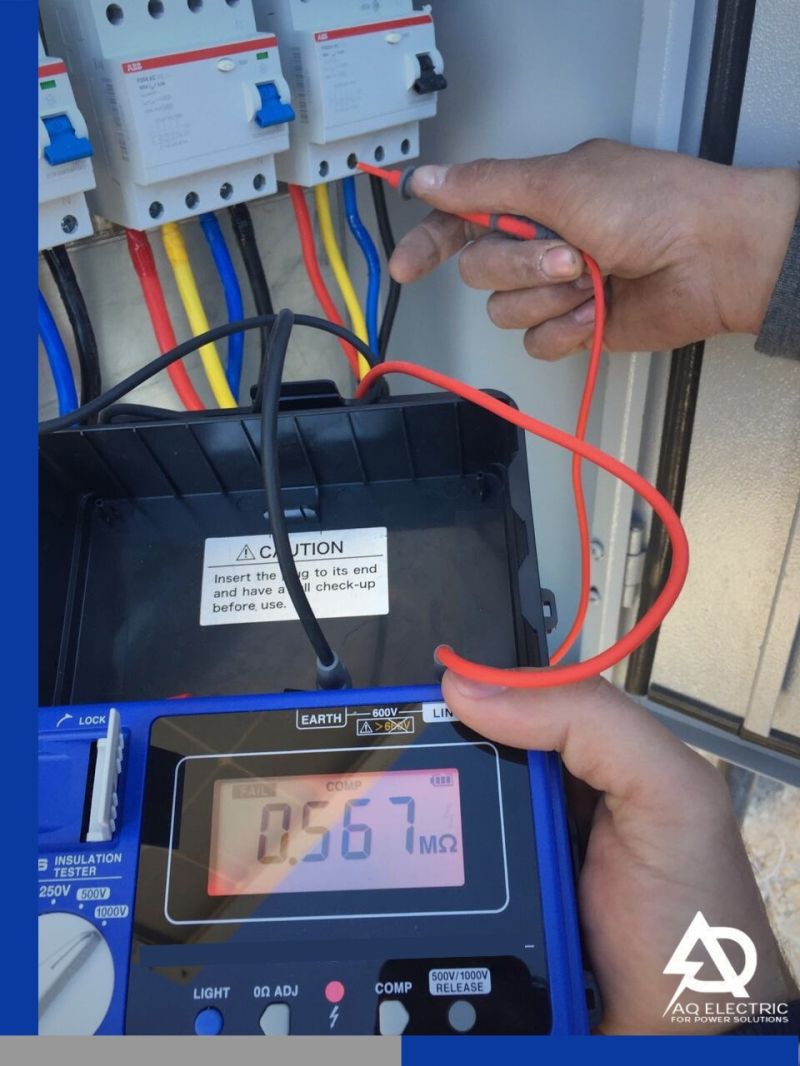 ABB
ABB
CAUTION
Insert the plug to its end
and have a full check-up
before use.
LOCK
EARTH
600V
>600V
FAIL
COMP
0.567
MΩ
INSULATION
TESTER
250V
500V
1000V
LIGHT
0Ω ADJ
COMP
500V/1000V
RELEASE
AQ ELECTRIC
FOR POWER SOLUTIONS